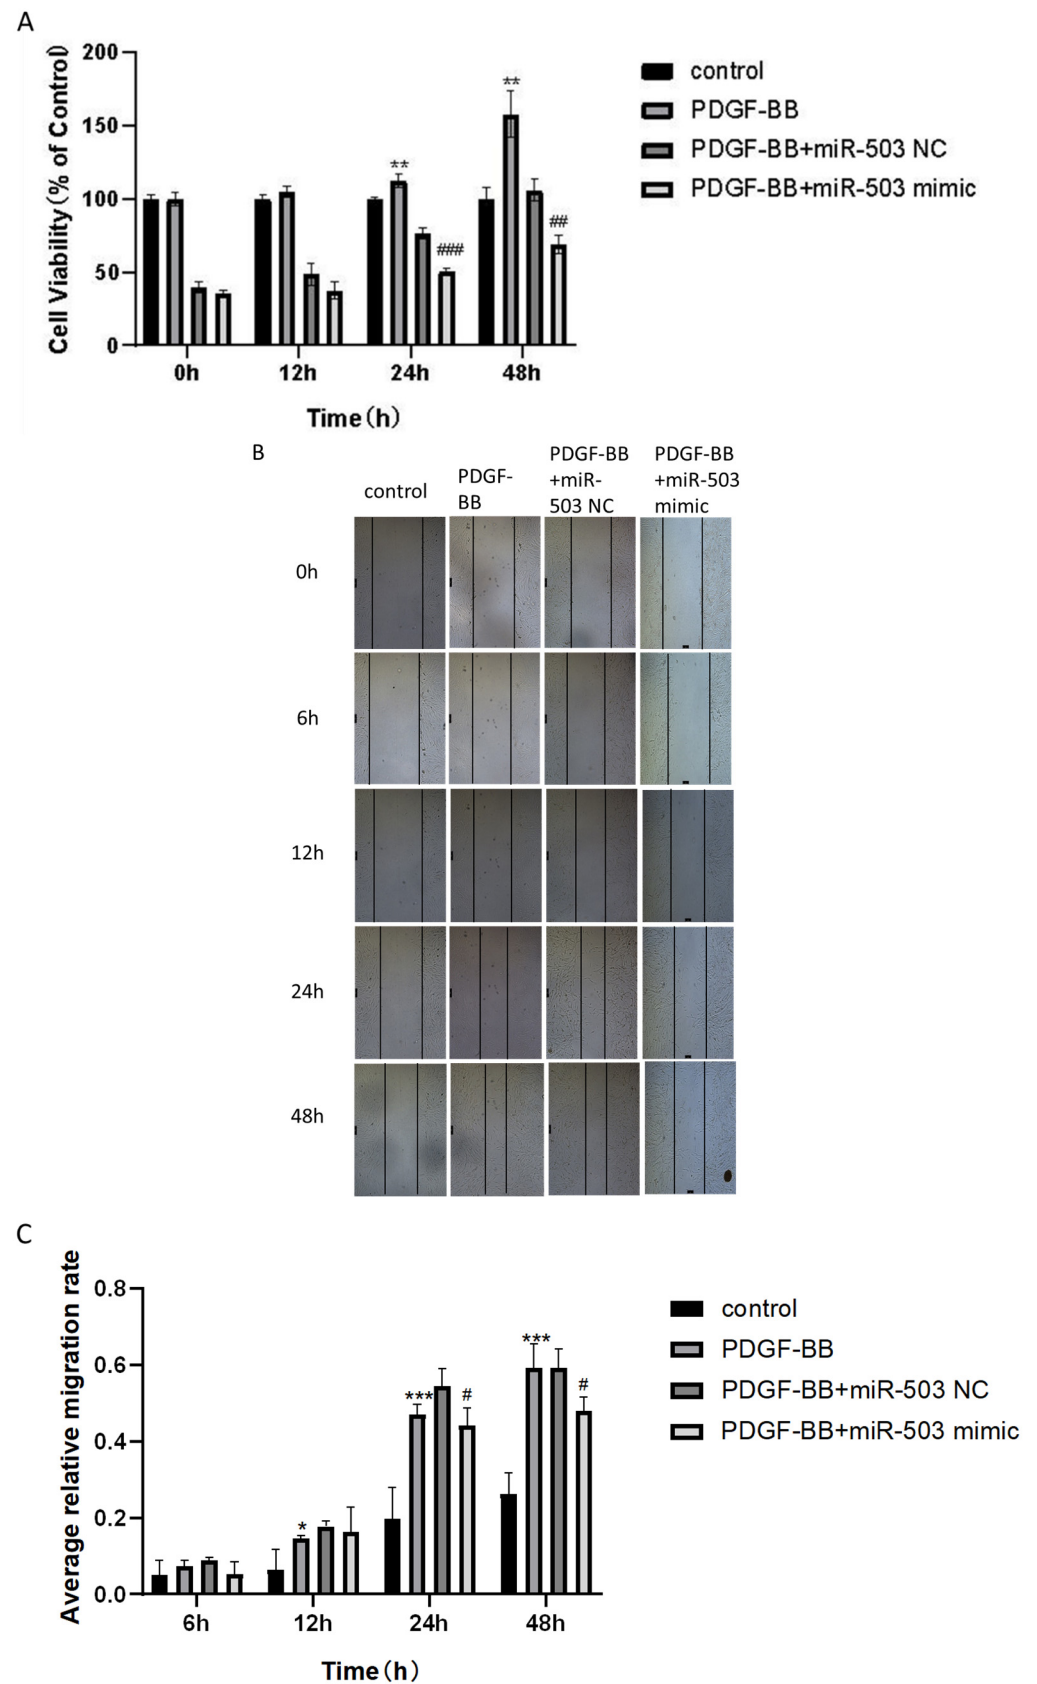 A
Cell Viability(% of Control)
200
150
100
50
0
**
###
**
##
0h
12h
24h
48h
Time(h)
control
PDGF-BB
PDGF-BB+miR-503 NC
PDGF-BB+miR-503 mimic
B
control
PDGF-
BB
PDGF-BB
+miR-
503 NC
PDGF-BB
+miR-503
mimic
0h
6h
12h
24h
48h
C
Average relative migration rate
0.8
0.6
0.4
0.2
0.0
*
***
#
***
#
6h
12h
24h
48h
Time(h)
control
PDGF-BB
PDGF-BB+miR-503 NC
PDGF-BB+miR-503 mimic